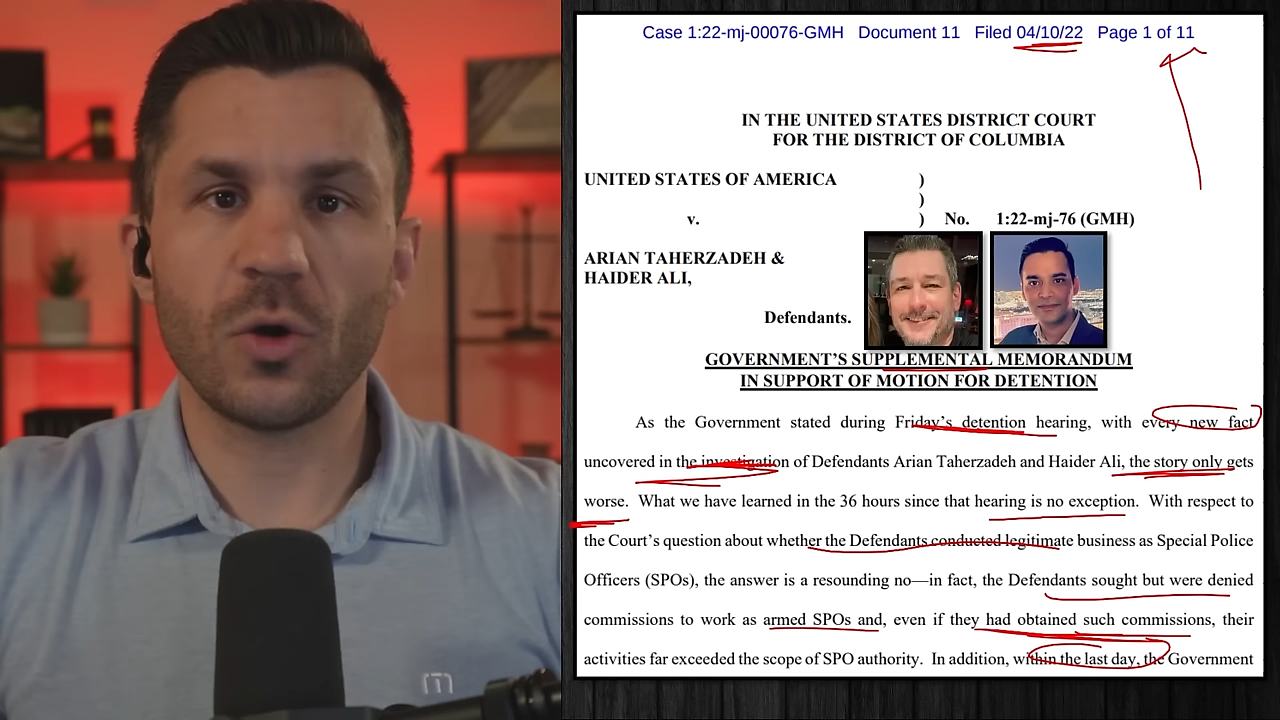 Case 1:22-mj-00076-GMH Document 11 Filed 04/10/22 Page 1 of 11
IN THE UNITED STATES DISTRICT COURT
FOR THE DISTRICT OF COLUMBIA
UNITED STATES OF AMERICA )
)
v. ) No. 1:22-mj-76 (GMH)
ARIAN TAHERZADEH &
HAIDER ALI,
Defendants.
GOVERNMENT'S SUPPLEMENTAL MEMORANDUM
IN SUPPORT OF MOTION FOR DETENTION
As the Government stated during Friday's detention hearing, with every new fact
uncovered in the investigation of Defendants Arian Taherzadeh and Haider Ali, the story only gets
worse. What we have learned in the 36 hours since that hearing is no exception. With respect to
the Court's question about whether the Defendants conducted legitimate business as Special Police
Officers (SPOs), the answer is a resounding no—in fact, the Defendants sought but were denied
commissions to work as armed SPOs and, even if they had obtained such commissions, their
activities far exceeded the scope of SPO authority. In addition, within the last day, the Government